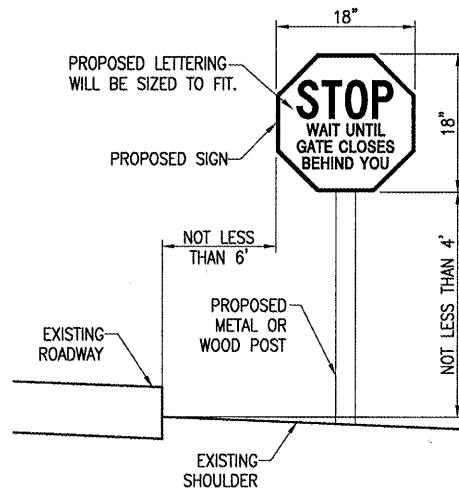 18"
PROPOSED LETTERING
WILL BE SIZED TO FIT.
STOP
WAIT UNTIL
GATE CLOSES
BEHIND YOU
18"
PROPOSED SIGN
NOT LESS
THAN 6'
NOT LESS THAN 4'
PROPOSED
METAL OR
WOOD POST
EXISTING
ROADWAY
EXISTING
SHOULDER